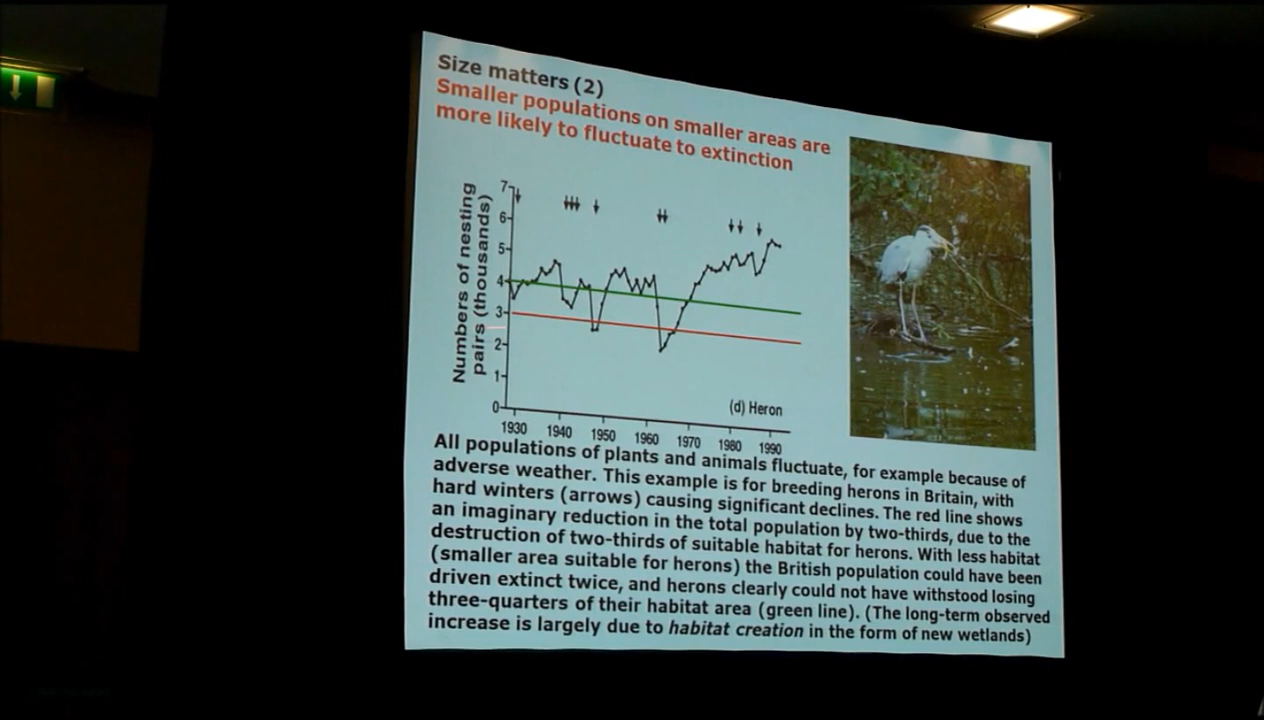 Size matters (2)
Smaller populations on smaller areas are
more likely to fluctuate to extinction
Numbers of nesting
pairs (thousands)
7
6
5
4
3
2
1
0
(d) Heron
1930 1940 1950 1960 1970 1980 1990
All populations of plants and animals fluctuate, for example because of
adverse weather. This example is for breeding herons in Britain, with
hard winters (arrows) causing significant declines. The red line shows
an imaginary reduction in the total population by two-thirds, due to the
destruction of two-thirds of suitable habitat for herons. With less habitat
(smaller area suitable for herons) the British population could have been
driven extinct twice, and herons clearly could not have withstood losing
three-quarters of their habitat area (green line). (The long-term observed
increase is largely due to habitat creation in the form of new wetlands)